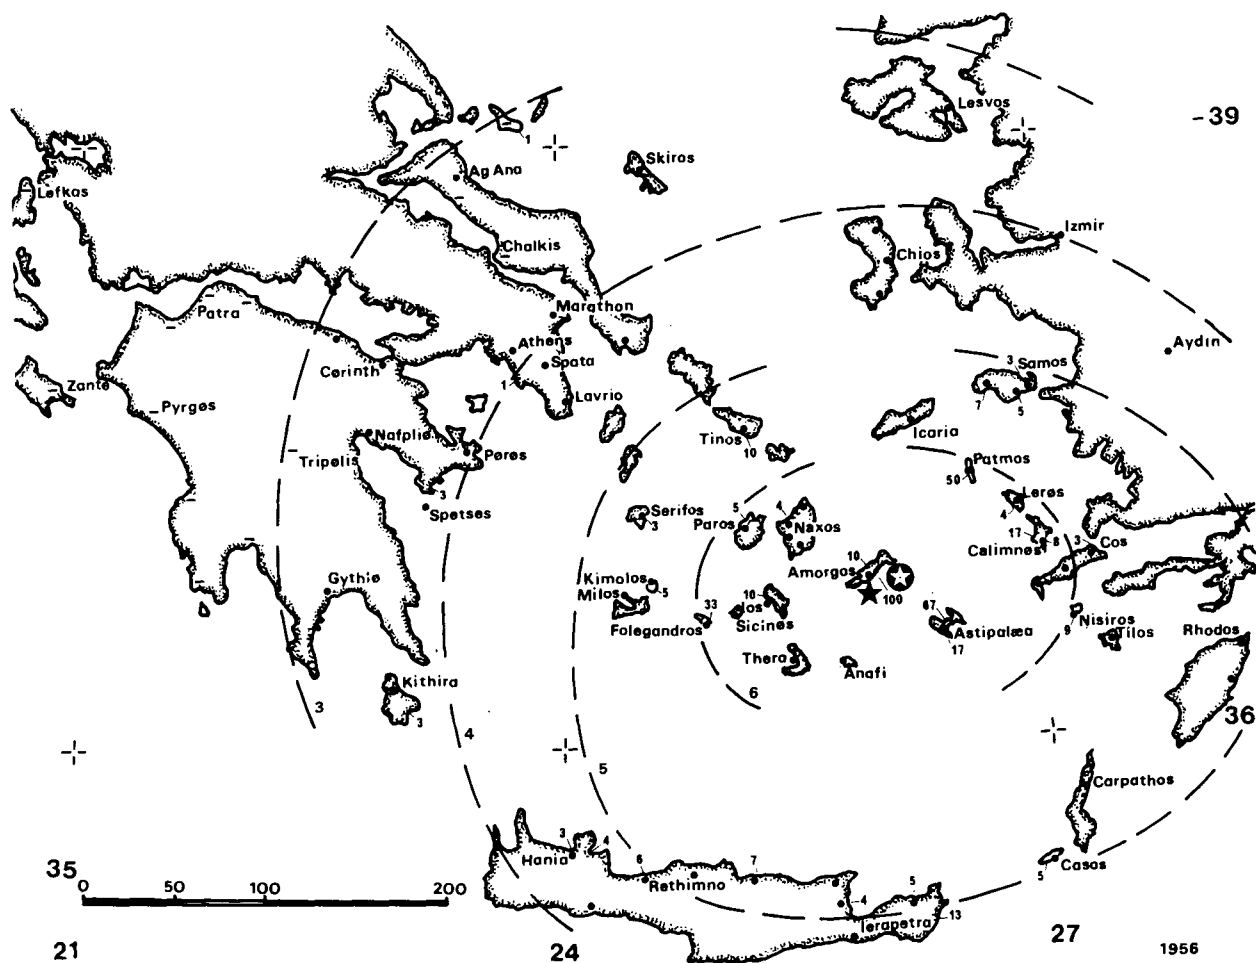 Lesvos
39
1
Skiros
Ag Ana
Lefkas
Izmir
Chalkis
Chios
Marathon
Patra
Athens
Aydın
Corinth
Spata
3
Samos
Zante
1
7
5
Lavrio
Pyrgos
Icaria
Nafplio
Tinos
10
Tripolis
Poros
Patmos
50
3
Leros
4
Spetses
Serifos
3
5
Paros
4
Naxos
17
Calimnos
8
3
Cos
10
Amorgos
100
Kimolos
5
Milos
Gythio
10
Ios
33
Sicinos
67
Astipalæa
17
9
Nisiros
Tilos
Folegandros
Rhodos
Thera
Anafi
Kithira
3
6
36
3
4
5
Carpathos
3
4
Hania
6
7
Casos
5
35
Rethimno
5
0
50
100
200
4
13
Ierapetra
27
21
24
1956